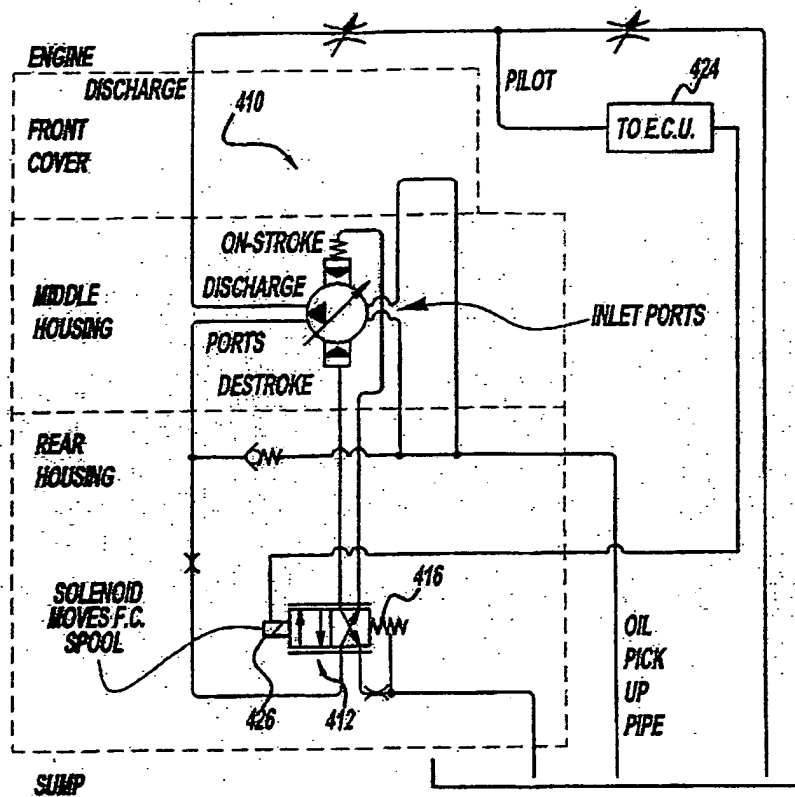 ENGINE
DISCHARGE
FRONT
COVER
410
PILOT
424
TO E.C.U.
ON-STROKE
MIDDLE
HOUSING
DISCHARGE
PORTS
DESTROKE
INLET PORTS
REAR
HOUSING
SOLENOID
MOVES F.C.
SPOOL
416
426
412
OIL
PICK
UP
PIPE
SUMP